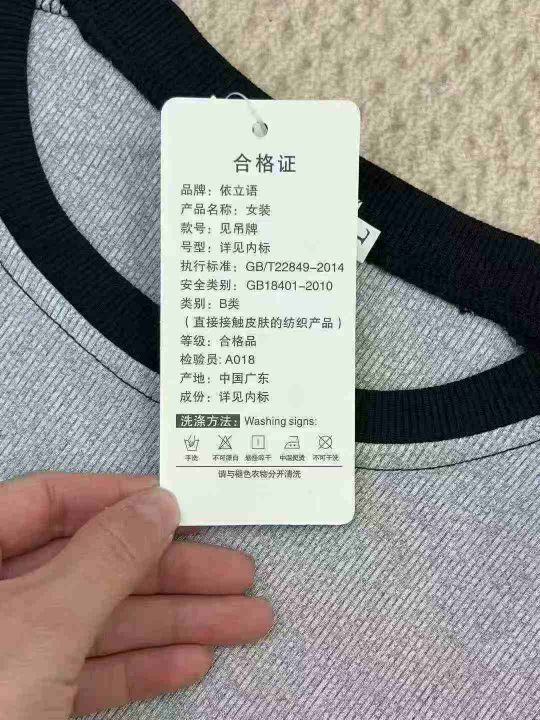 合格证
品牌：依立语
产品名称：女装
款号：见吊牌
号型：详见内标
执行标准：GB/T22849-2014
安全类别：GB18401-2010
类别：B类
（直接接触皮肤的纺织产品）
等级：合格品
检验员：A018
产地：中国广东
成份：详见内标
洗涤方法：Washing signs:
手洗 不可漂白 悬挂晾干 中温熨烫 不可干洗
请与褪色衣物分开清洗
L